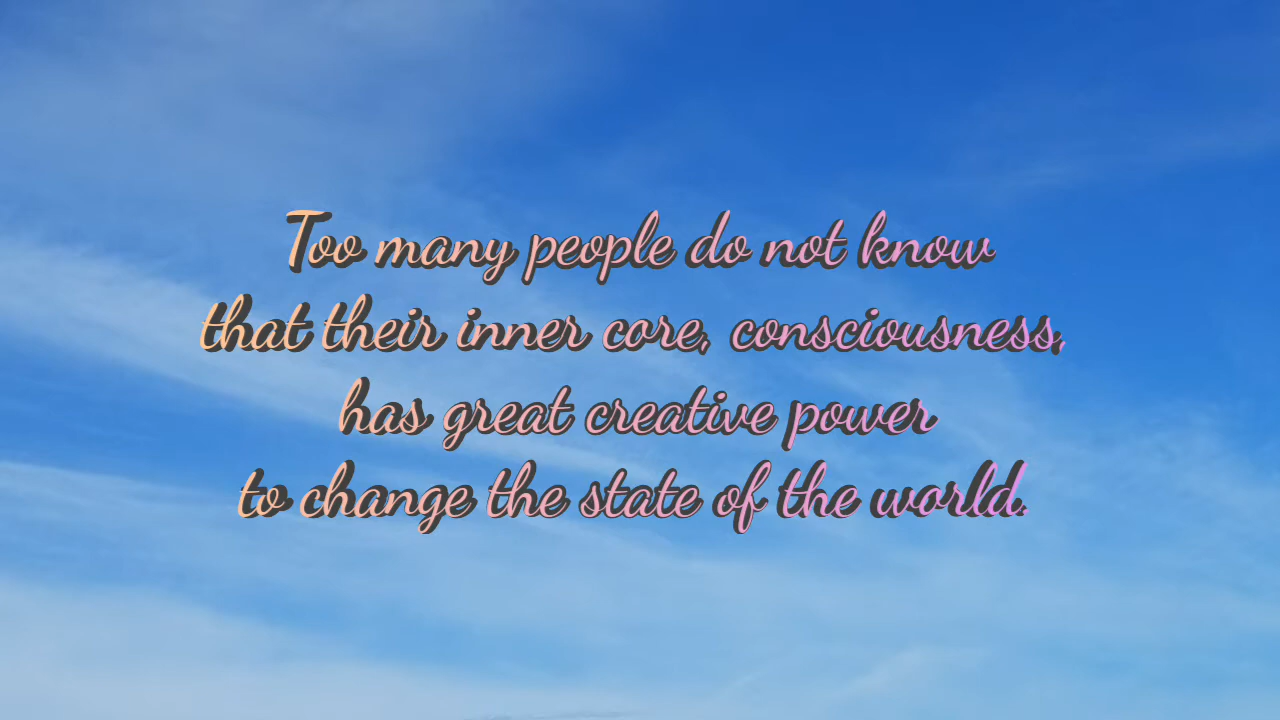 Too many people do not know
that their inner core, consciousness,
has great creative power
to change the state of the world.